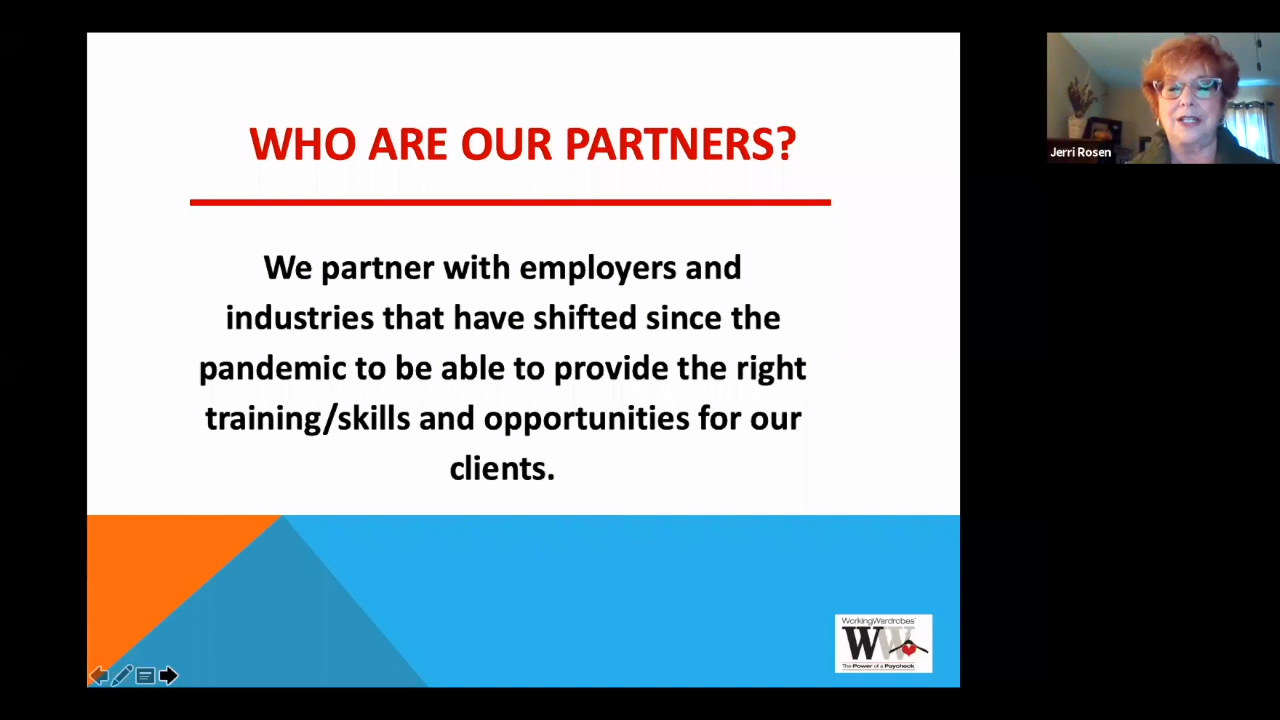 WHO ARE OUR PARTNERS?
We partner with employers and
industries that have shifted since the
pandemic to be able to provide the right
training/skills and opportunities for our
clients.
Jerri Rosen
WorkingWardrobes
WW
The Power of a Paycheck